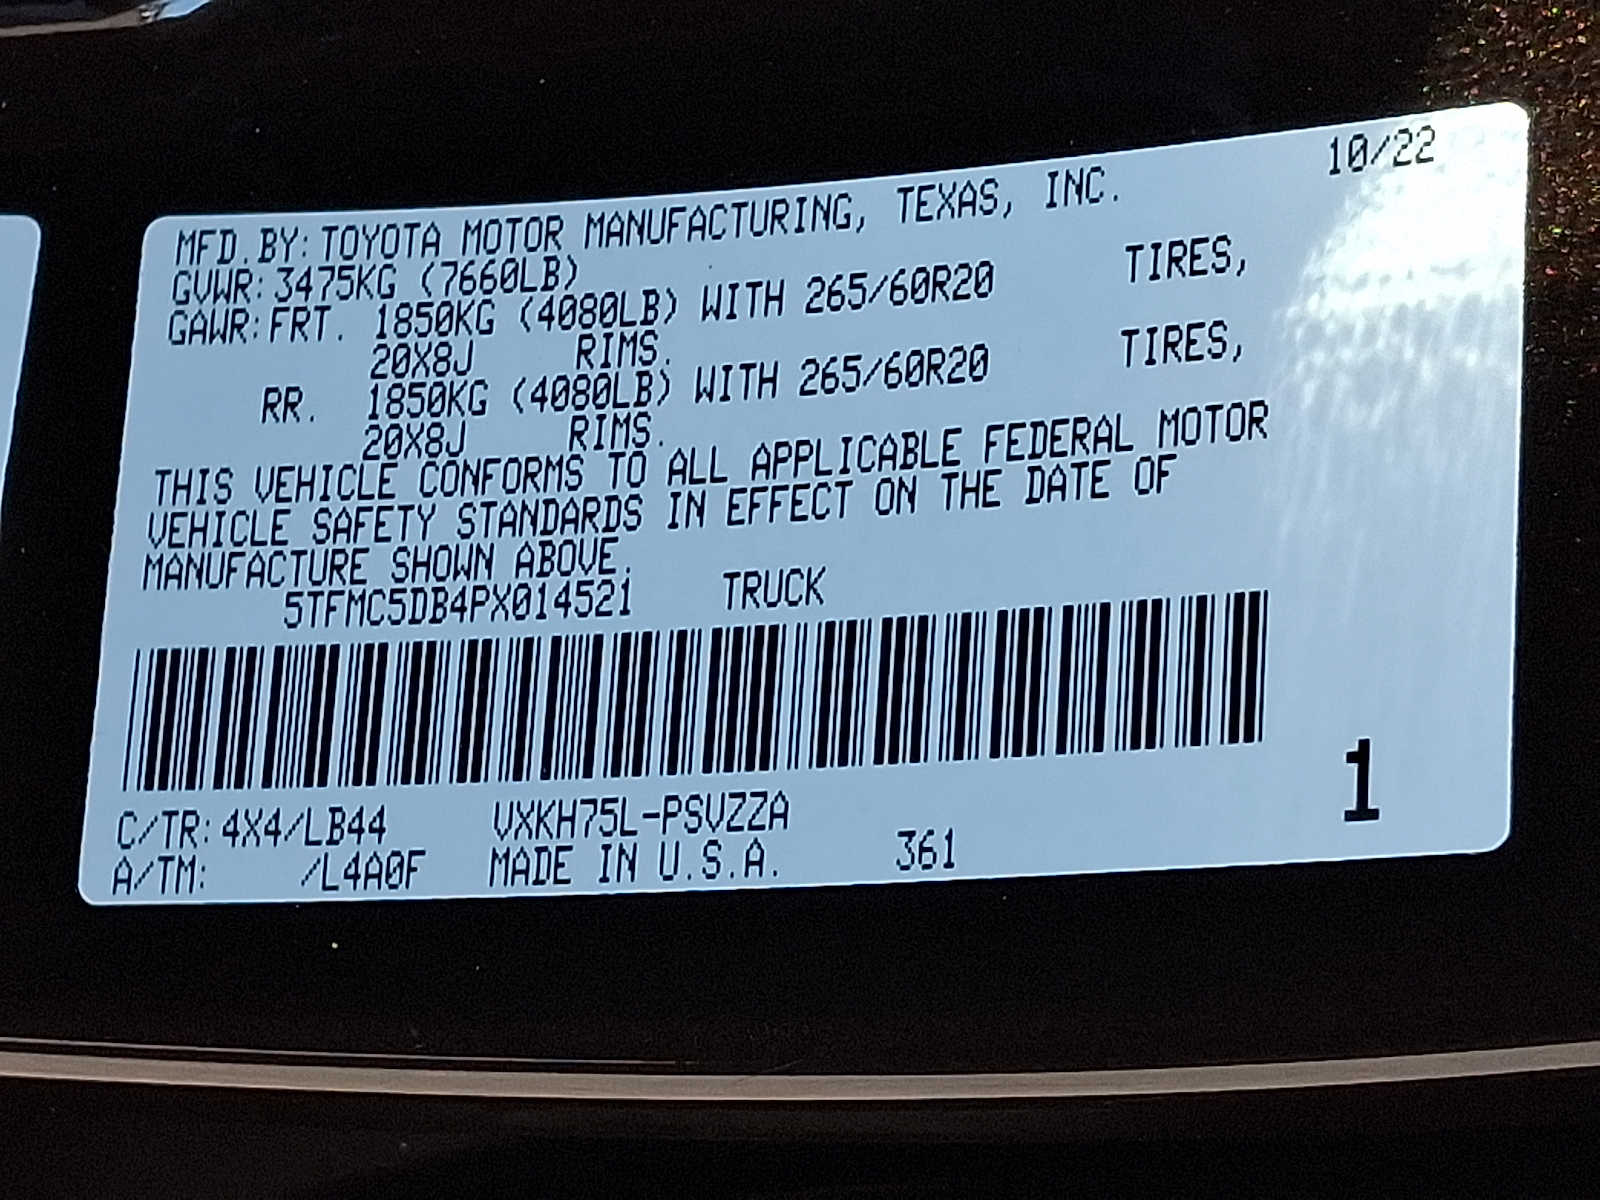 10/22
MFD.BY:TOYOTA MOTOR MANUFACTURING, TEXAS, INC.
GVWR:3475KG (7660LB)
GAWR:FRT. 1850KG (4080LB) WITH 265/60R20 TIRES,
20X8J RIMS.
RR. 1850KG (4080LB) WITH 265/60R20 TIRES,
20X8J RIMS.
THIS VEHICLE CONFORMS TO ALL APPLICABLE FEDERAL MOTOR
VEHICLE SAFETY STANDARDS IN EFFECT ON THE DATE OF
MANUFACTURE SHOWN ABOVE.
5TFMC5DB4PX014521 TRUCK
1
C/TR:4X4/LB44 VXKH75L-PSVZZA
A/TM: /L4A0F MADE IN U.S.A. 361